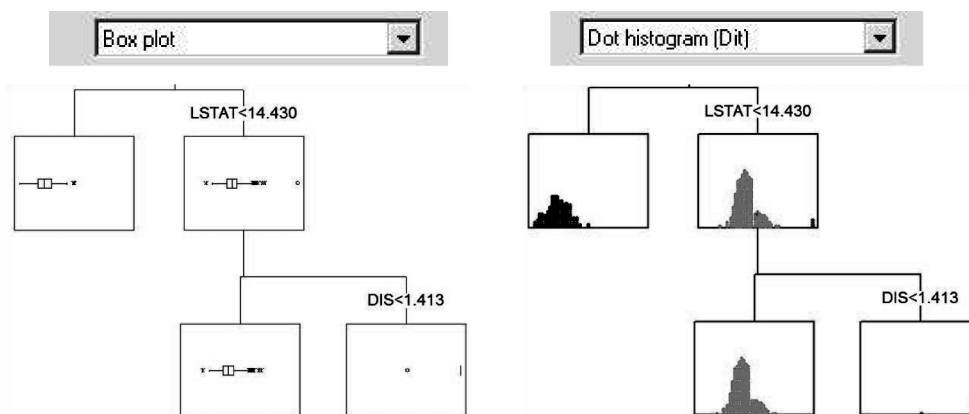 Box plot
LSTAT<14.430
DIS<1.413
Dot histogram (Dit)
LSTAT<14.430
DIS<1.413